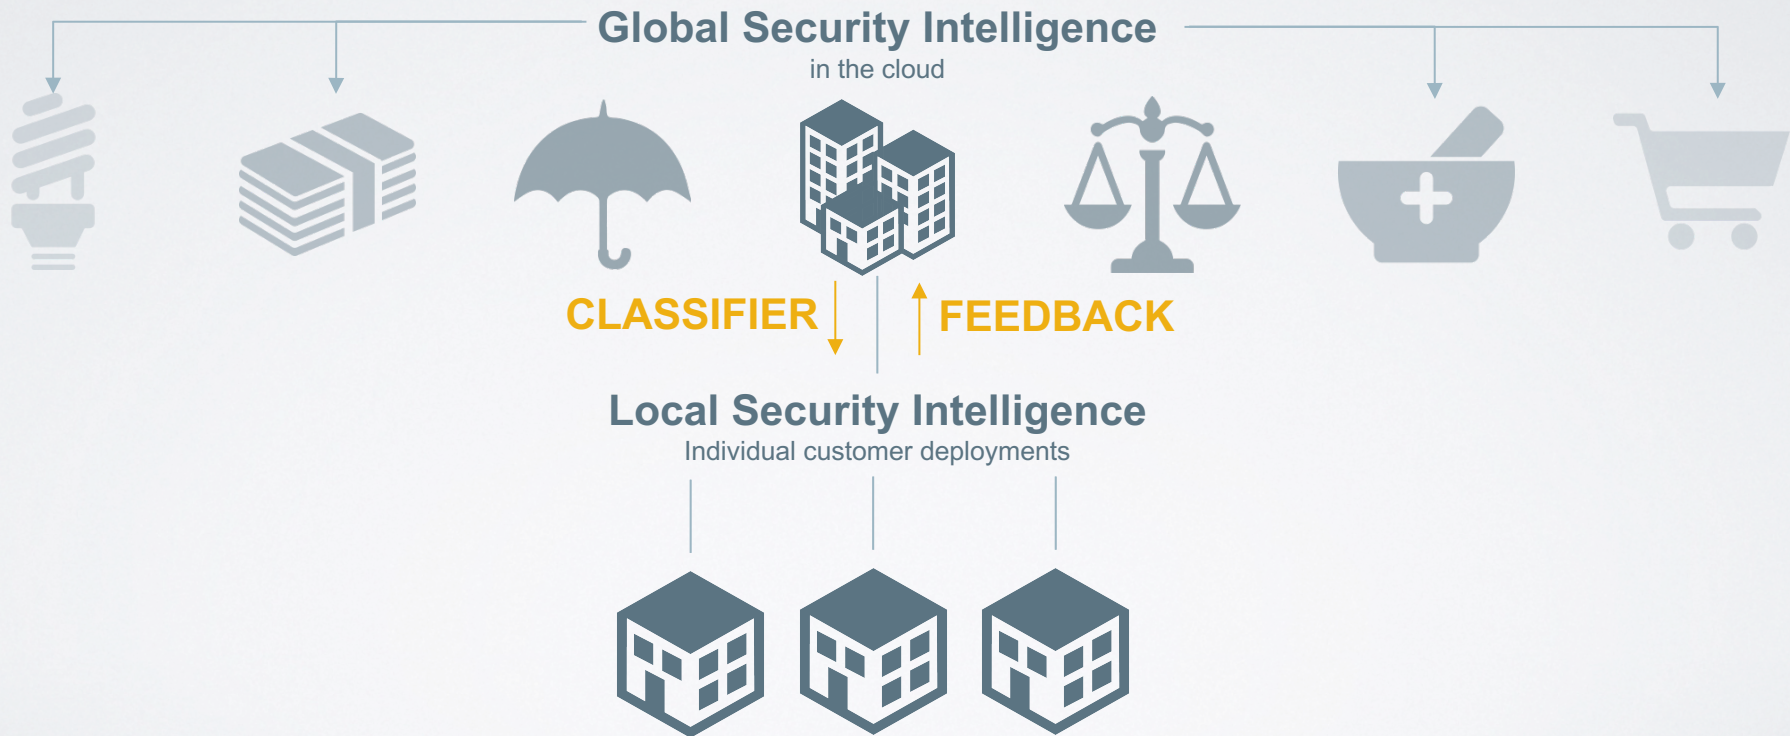 Global Security Intelligence
in the cloud
CLASSIFIER
FEEDBACK
Local Security Intelligence
Individual customer deployments